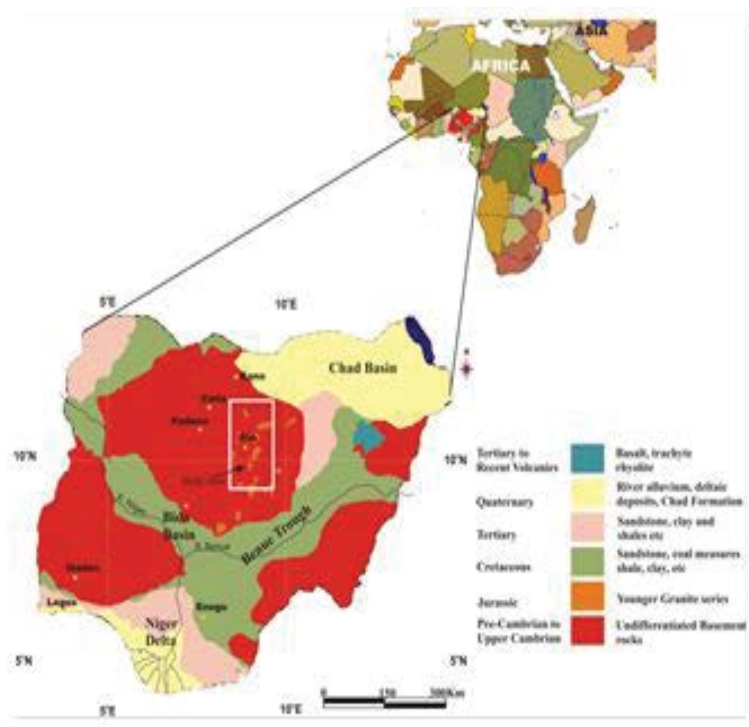 ASIA
AFRICA
5°E
10°E
Chad Basin
Kano
Zaria
Kaduna
Jos
10°N
10°N
Bida
Basin
R. Niger
R. Benue
Benue Trough
Ibadan
Lagos
Enugu
Niger
Delta
5°N
5°N
5°E
10°E
0 150 300Km
Tertiary to
Recent Volcanics
Basalt, trachyte
rhyolite
Quaternary
River alluvium, deltaic
deposits, Chad Formation
Tertiary
Sandstone, clay and
shales etc
Cretaceous
Sandstone, coal measures
shale, clay, etc
Jurassic
Younger Granite series
Pre-Cambrian to
Upper Cambrian
Undifferentiated Basement
rocks